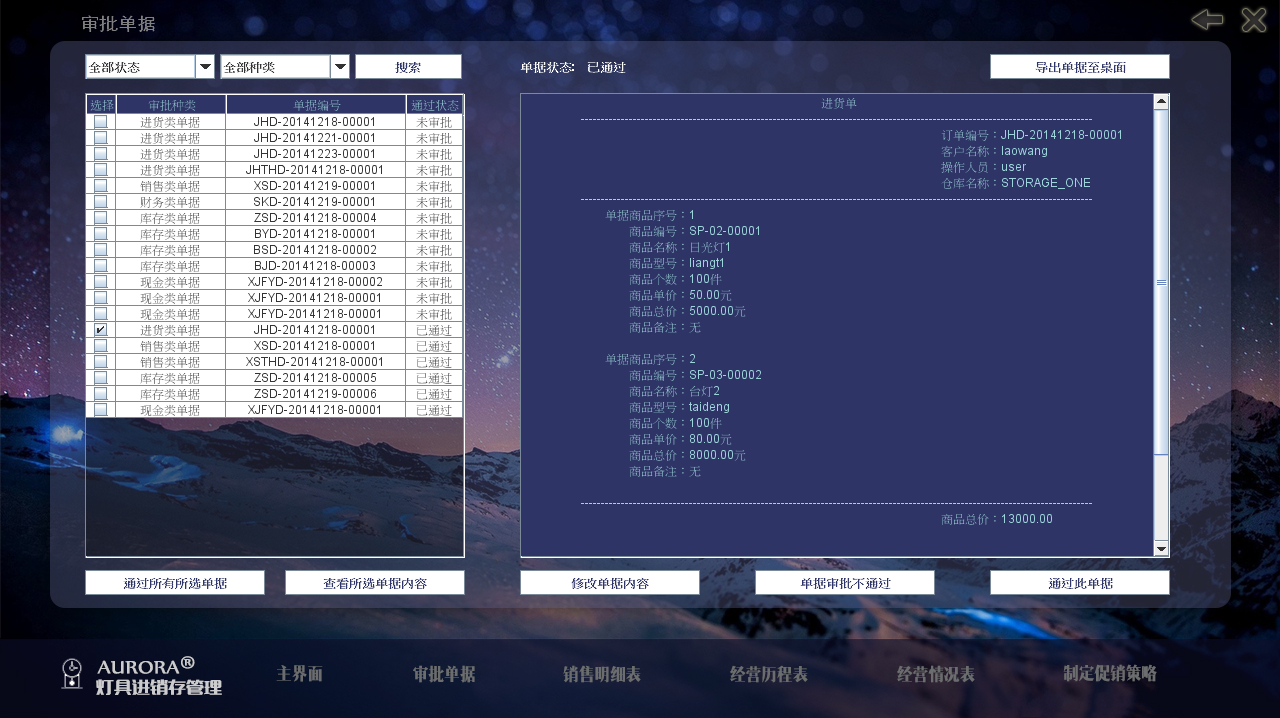 审批单据
全部状态 全部种类 搜索 单据状态: 已通过 导出单据至桌面
选择 审批种类 单据编号 通过状态
进货类单据 JHD-20141218-00001 未审批
进货类单据 JHD-20141221-00001 未审批
进货类单据 JHD-20141223-00001 未审批
进货类单据 JHTHD-20141218-00001 未审批
销售类单据 XSD-20141219-00001 未审批
财务类单据 SKD-20141219-00001 未审批
库存类单据 ZSD-20141218-00004 未审批
库存类单据 BYD-20141218-00001 未审批
库存类单据 BSD-20141218-00002 未审批
库存类单据 BJD-20141218-00003 未审批
现金类单据 XJFYD-20141218-00002 未审批
现金类单据 XJFYD-20141218-00001 未审批
现金类单据 XJFYD-20141218-00001 未审批
进货类单据 JHD-20141218-00001 已通过
销售类单据 XSD-20141218-00001 已通过
销售类单据 XSTHD-20141218-00001 已通过
库存类单据 ZSD-20141218-00005 已通过
库存类单据 ZSD-20141219-00006 已通过
现金类单据 XJFYD-20141218-00001 已通过
进货单
订单编号：JHD-20141218-00001
客户名称：laowang
操作人员：user
仓库名称：STORAGE_ONE
单据商品序号：1
商品编号：SP-02-00001
商品名称：日光灯1
商品型号：liangt1
商品个数：100件
商品单价：50.00元
商品总价：5000.00元
商品备注：无
单据商品序号：2
商品编号：SP-03-00002
商品名称：台灯2
商品型号：taideng
商品个数：100件
商品单价：80.00元
商品总价：8000.00元
商品备注：无
商品总价：13000.00
通过所有所选单据 查看所选单据内容 修改单据内容 单据审批不通过 通过此单据
AURORA®
灯具进销存管理
主界面 审批单据 销售明细表 经营历程表 经营情况表 制定促销策略